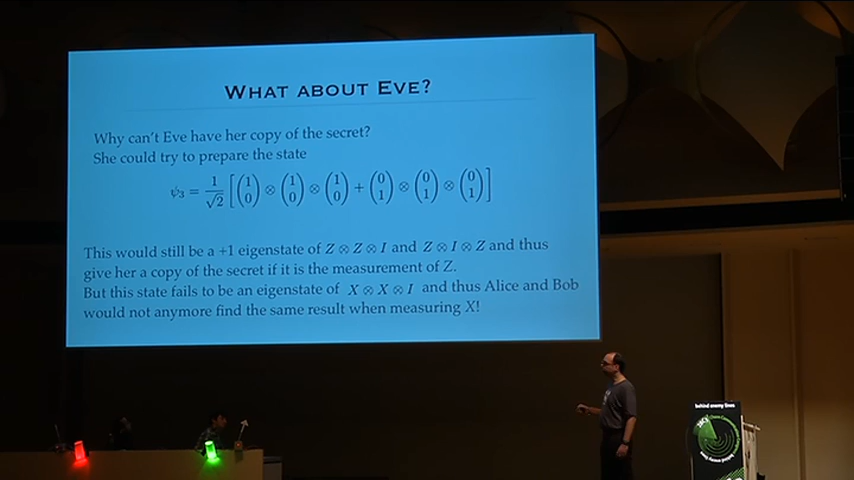 What about Eve?
Why can't Eve have her copy of the secret?
She could try to prepare the state
ψ₃ = 1/√2 [(1 0) ⊗ (1 0) ⊗ (1 0) + (0 1) ⊗ (0 1) ⊗ (0 1)]
This would still be a +1 eigenstate of Z ⊗ Z ⊗ I and Z ⊗ I ⊗ Z and thus
give her a copy of the secret if it is the measurement of Z.
But this state fails to be an eigenstate of X ⊗ X ⊗ I and thus Alice and Bob
would not anymore find the same result when measuring X!
behind enemy lines